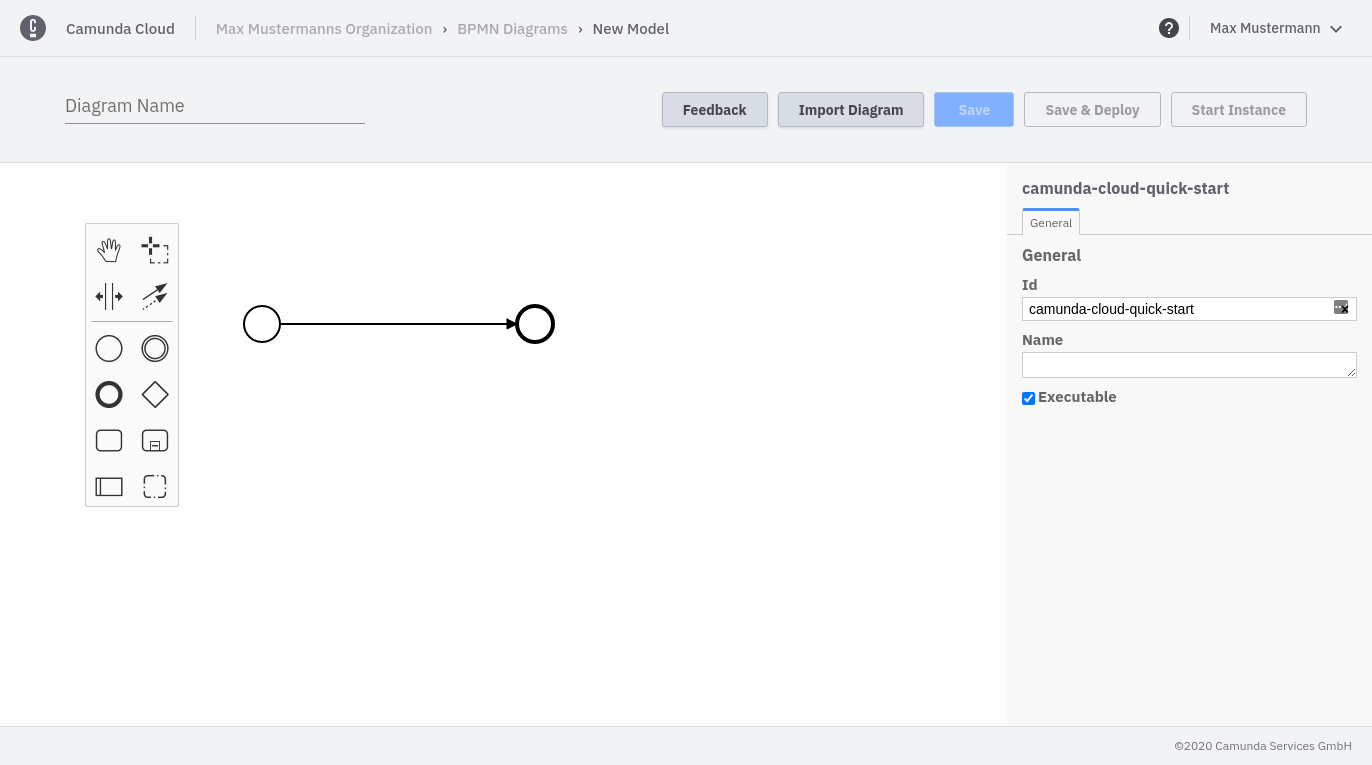 Camunda Cloud
Max Mustermanns Organization › BPMN Diagrams › New Model
? Max Mustermann
Diagram Name
Feedback
Import Diagram
Save
Save & Deploy
Start Instance
camunda-cloud-quick-start
General
General
Id
camunda-cloud-quick-start
Name
Executable
©2020 Camunda Services GmbH